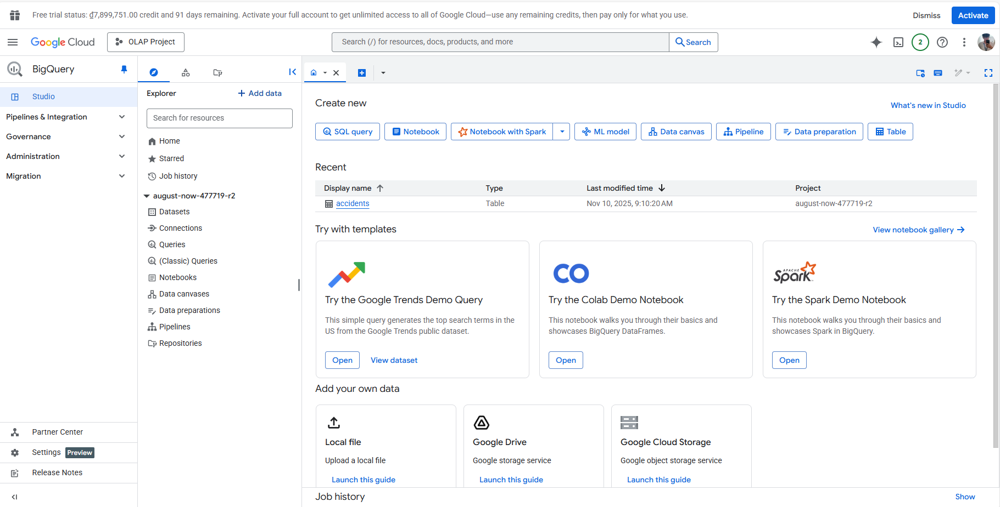 Free trial status: ₫7,899,751.00 credit and 91 days remaining. Activate your full account to get unlimited access to all of Google Cloud—use any remaining credits, then pay only for what you use.
Dismiss
Activate
Google Cloud
OLAP Project
Search (/) for resources, docs, products, and more
Search
2
BigQuery
Studio
Pipelines & Integration
Governance
Administration
Migration
Partner Center
Settings Preview
Release Notes
Explorer
Add data
Search for resources
Home
Starred
Job history
august-now-477719-r2
Datasets
Connections
Queries
(Classic) Queries
Notebooks
Data canvases
Data preparations
Pipelines
Repositories
Create new
What's new in Studio
SQL query
Notebook
Notebook with Spark
ML model
Data canvas
Pipeline
Data preparation
Table
Recent
Display name Type Last modified time Project
accidents Table Nov 10, 2025, 9:10:20 AM august-now-477719-r2
Try with templates
View notebook gallery
Try the Google Trends Demo Query
This simple query generates the top search terms in the
US from the Google Trends public dataset.
Open
View dataset
CO
Try the Colab Demo Notebook
This notebook walks you through their basics and
showcases BigQuery DataFrames.
Open
APACHE
Spark
Try the Spark Demo Notebook
This notebook walks you through their basics and
showcases Spark in BigQuery.
Open
Add your own data
Local file
Upload a local file
Launch this guide
Google Drive
Google storage service
Launch this guide
Google Cloud Storage
Google object storage service
Launch this guide
Job history
Show